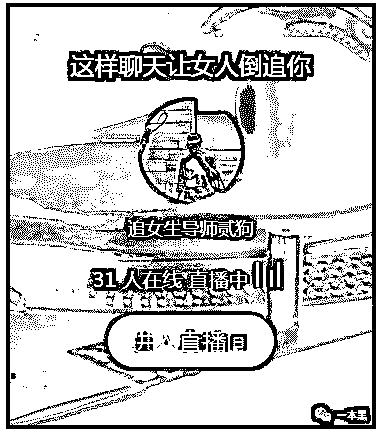 这样聊天让女人倒追你
追女生导师贰狗
31人在线 直播中
进入直播间
一本黑